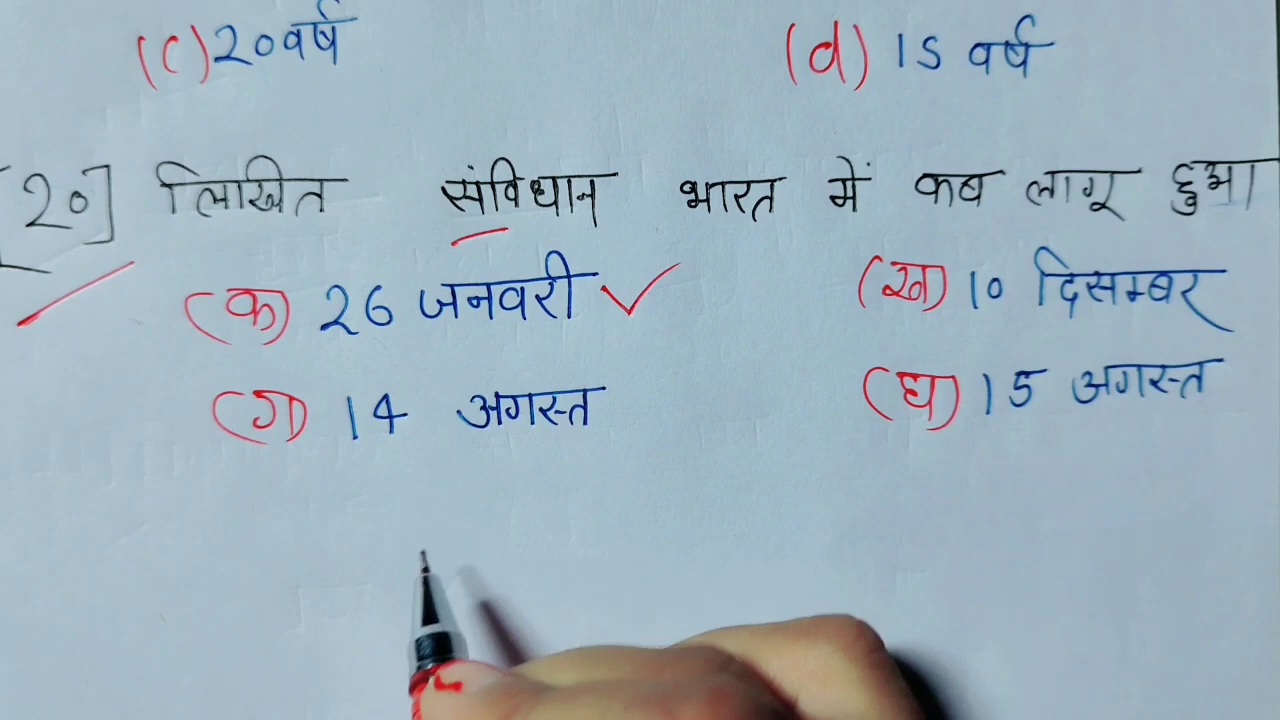 (c) 20 वर्ष (d) 15 वर्ष
[20] लिखित संविधान भारत में कब लागू हुआ
(क) 26 जनवरी (ख) 10 दिसम्बर
(ग) 14 अगस्त (घ) 15 अगस्त